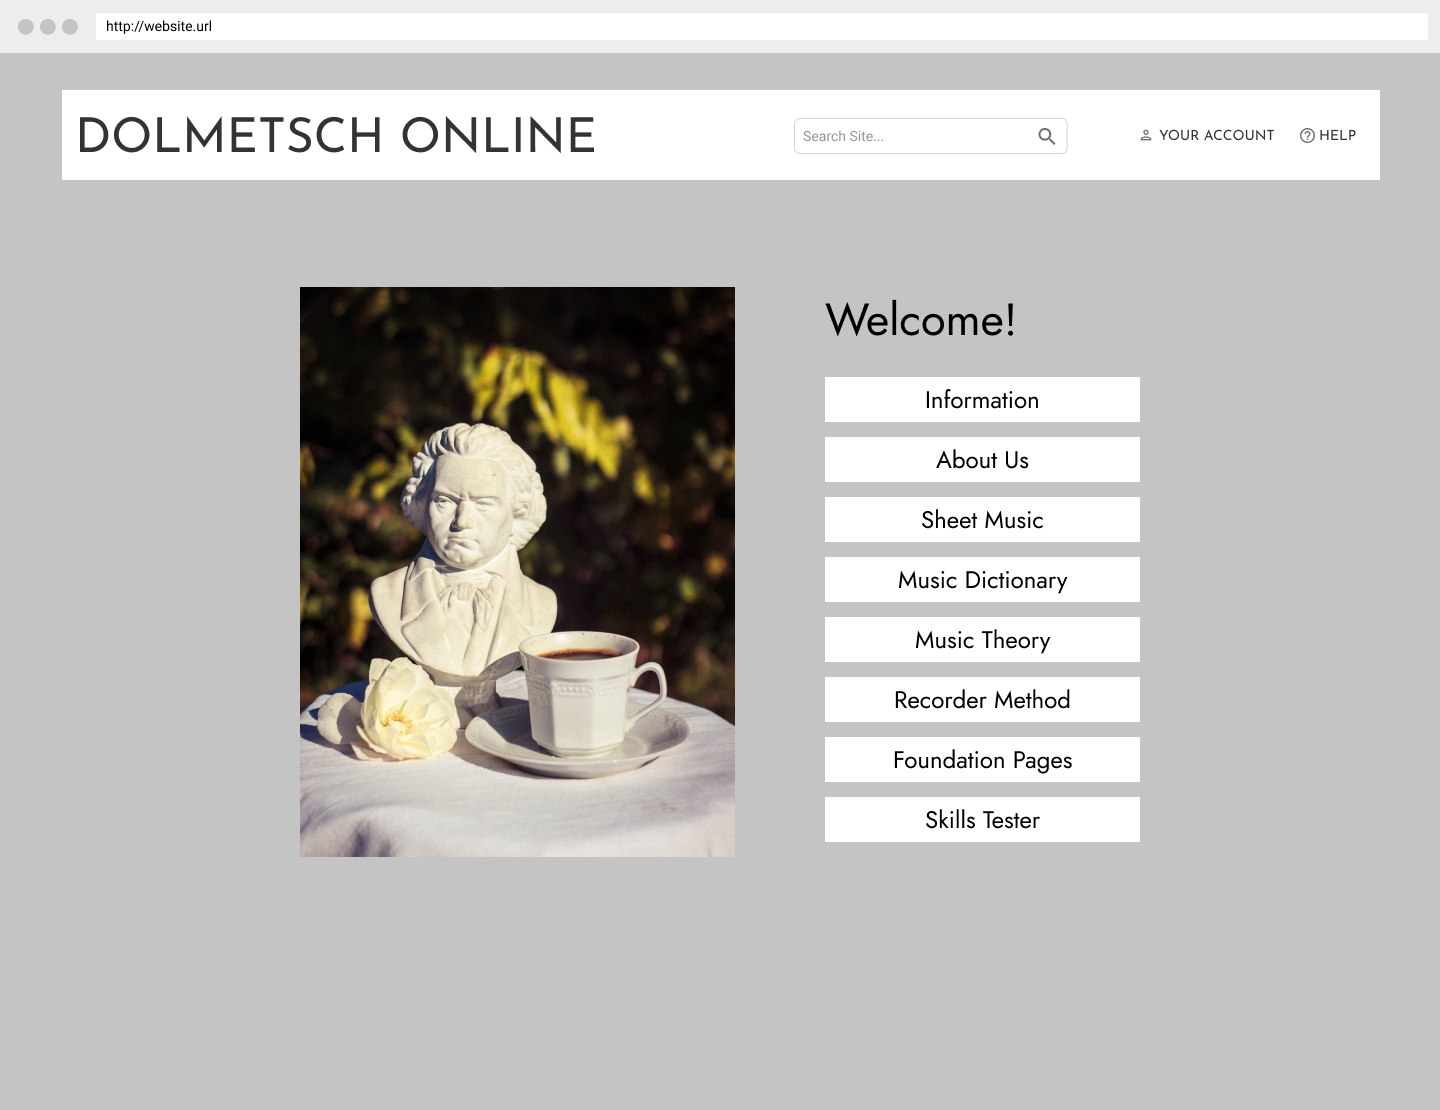 http://website.url
DOLMETSCH ONLINE
Search Site...
YOUR ACCOUNT
HELP
Welcome!
Information
About Us
Sheet Music
Music Dictionary
Music Theory
Recorder Method
Foundation Pages
Skills Tester